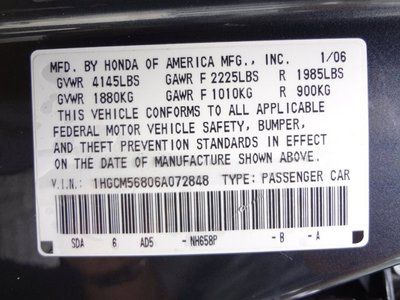 MFD. BY HONDA OF AMERICA MFG., INC. 1/06
GVWR 4145LBS GAWR F 2225LBS R 1985LBS
GVWR 1880KG GAWR F 1010KG R 900KG
THIS VEHICLE CONFORMS TO ALL APPLICABLE
FEDERAL MOTOR VEHICLE SAFETY, BUMPER,
AND THEFT PREVENTION STANDARDS IN EFFECT
ON THE DATE OF MANUFACTURE SHOWN ABOVE.
V.I.N.: 1HGCM56806A072848 TYPE: PASSENGER CAR
SDA 6 AD5 - NH658P - B - A